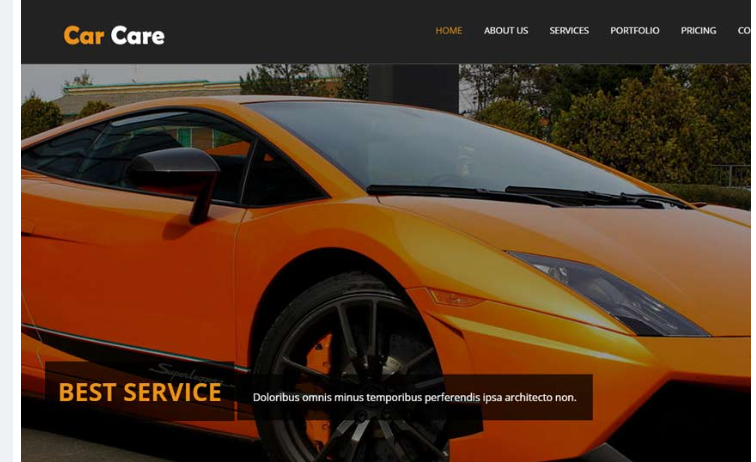 Car Care
HOME ABOUT US SERVICES PORTFOLIO PRICING CO
BEST SERVICE
Doloribus omnis minus temporibus perferendis ipsa architecto non.